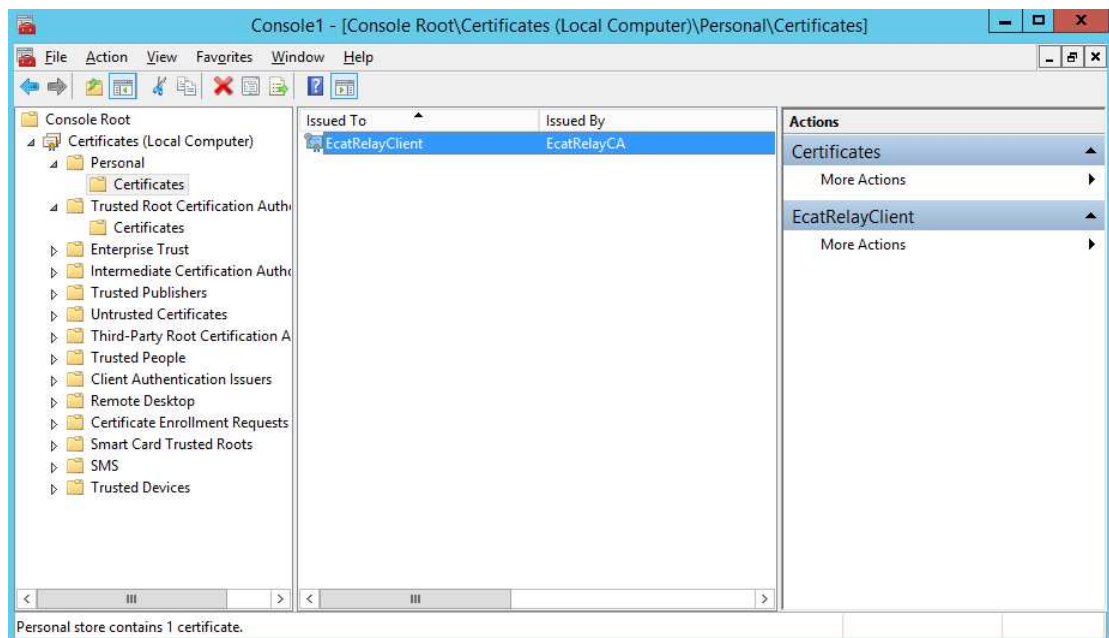 Console1 - [Console Root\Certificates (Local Computer)\Personal\Certificates]
File Action View Favorites Window Help
Console Root
Certificates (Local Computer)
Personal
Certificates
Trusted Root Certification Autho
Certificates
Enterprise Trust
Intermediate Certification Autho
Trusted Publishers
Untrusted Certificates
Third-Party Root Certification A
Trusted People
Client Authentication Issuers
Remote Desktop
Certificate Enrollment Requests
Smart Card Trusted Roots
SMS
Trusted Devices
Issued To Issued By
EcatRelayClient EcatRelayCA
Actions
Certificates
More Actions
EcatRelayClient
More Actions
Personal store contains 1 certificate.